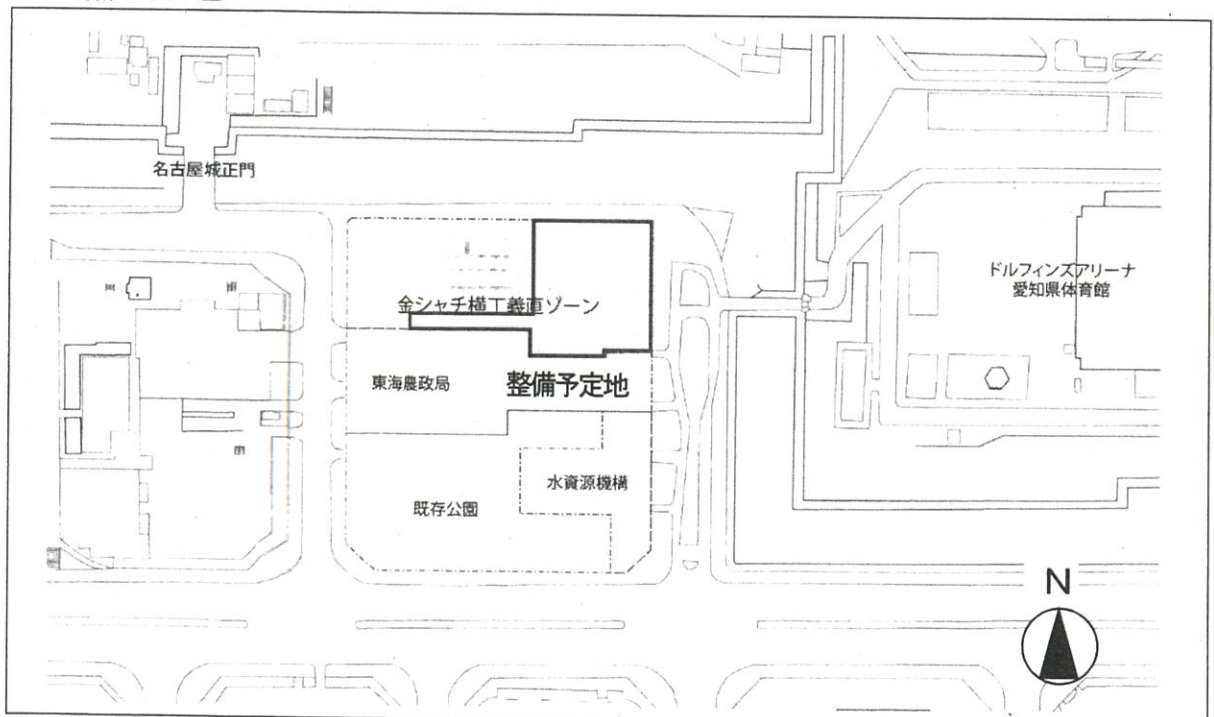 名古屋城正門
ドルフィンズアリーナ
愛知県体育館
金シャチ横丁義直ゾーン
東海農政局
整備予定地
水資源機構
既存公園
N